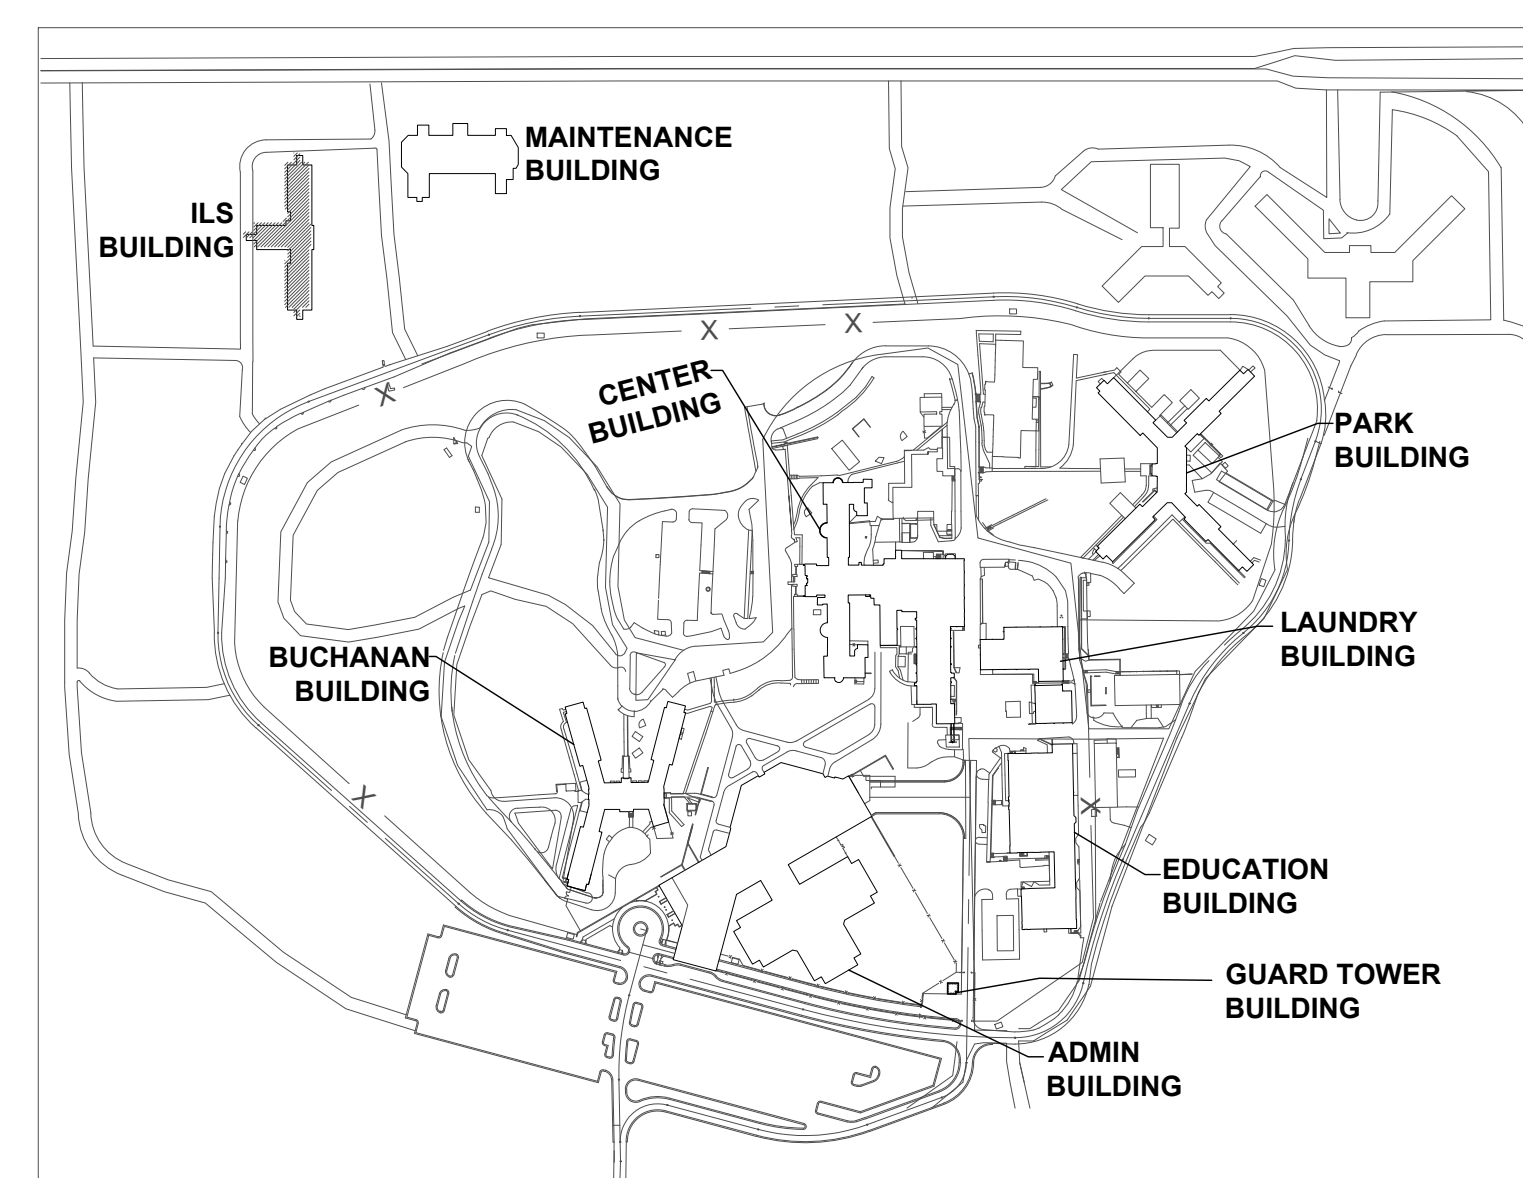 MAINTENANCE
BUILDING
ILS
BUILDING
X
X
X
CENTER
BUILDING
PARK
BUILDING
LAUNDRY
BUILDING
BUCHANAN
BUILDING
X
X
EDUCATION
BUILDING
GUARD TOWER
BUILDING
ADMIN
BUILDING